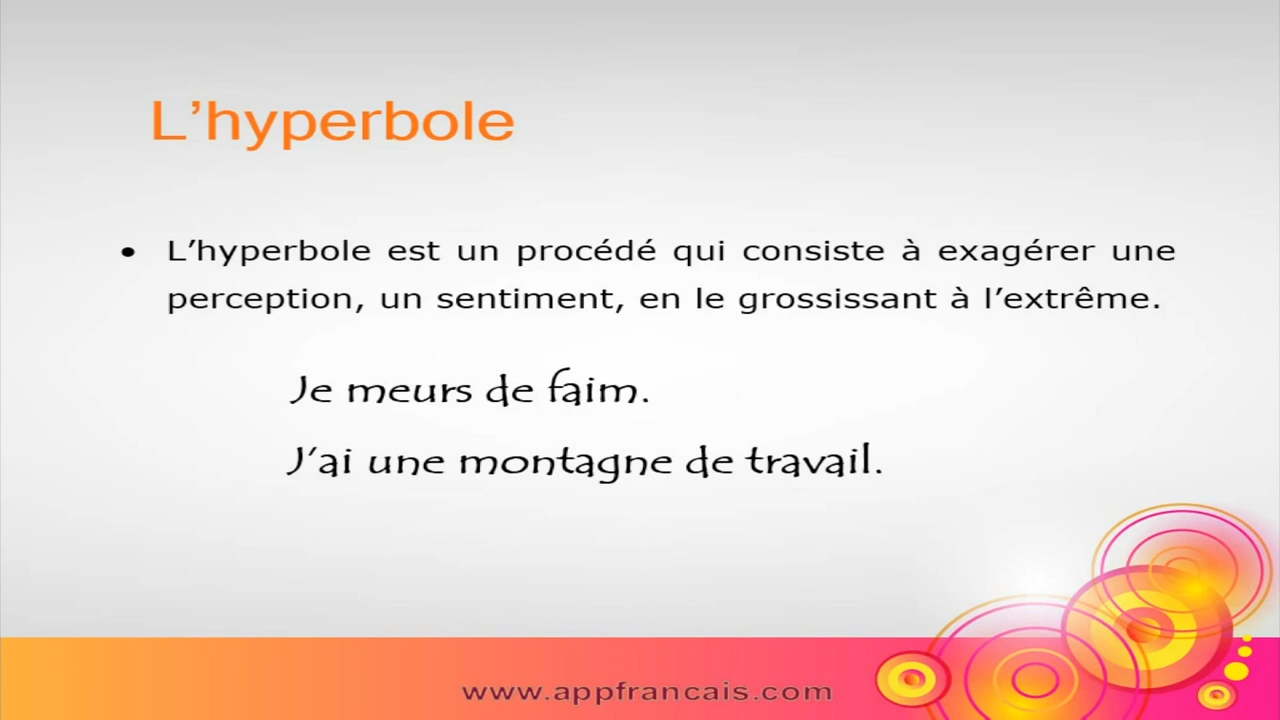 L’hyperbole
• L’hyperbole est un procédé qui consiste à exagérer une
perception, un sentiment, en le grossissant à l’extrême.
Je meurs de faim.
J’ai une montagne de travail.
www.appfrancais.com